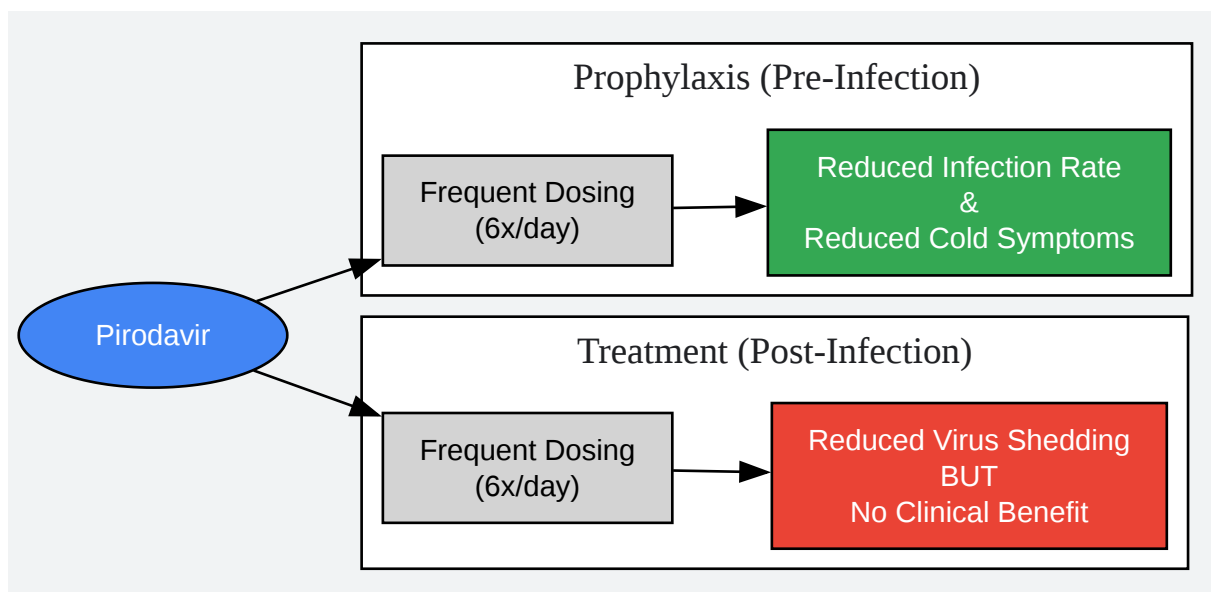 Prophylaxis (Pre-Infection)
Frequent Dosing
(6x/day)
Reduced Infection Rate
&
Reduced Cold Symptoms
Pirodavir
Treatment (Post-Infection)
Frequent Dosing
(6x/day)
Reduced Virus Shedding
BUT
No Clinical Benefit